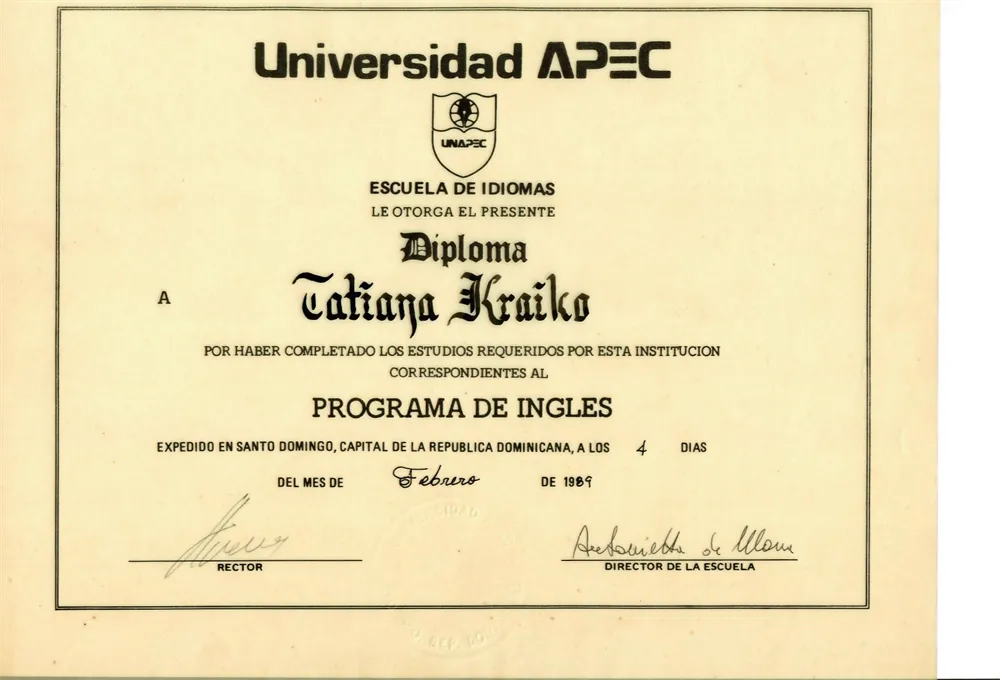 Universidad APEC
UNAPEC
ESCUELA DE IDIOMAS
LE OTORGA EL PRESENTE
Diploma
A Tatiana Kraiko
POR HABER COMPLETADO LOS ESTUDIOS REQUERIDOS POR ESTA INSTITUCION
CORRESPONDIENTES AL
PROGRAMA DE INGLES
EXPEDIDO EN SANTO DOMINGO, CAPITAL DE LA REPUBLICA DOMINICANA, A LOS 4 DIAS
DEL MES DE Febrero DE 1989
Antonietta de
RECTOR DIRECTOR DE LA ESCUELA